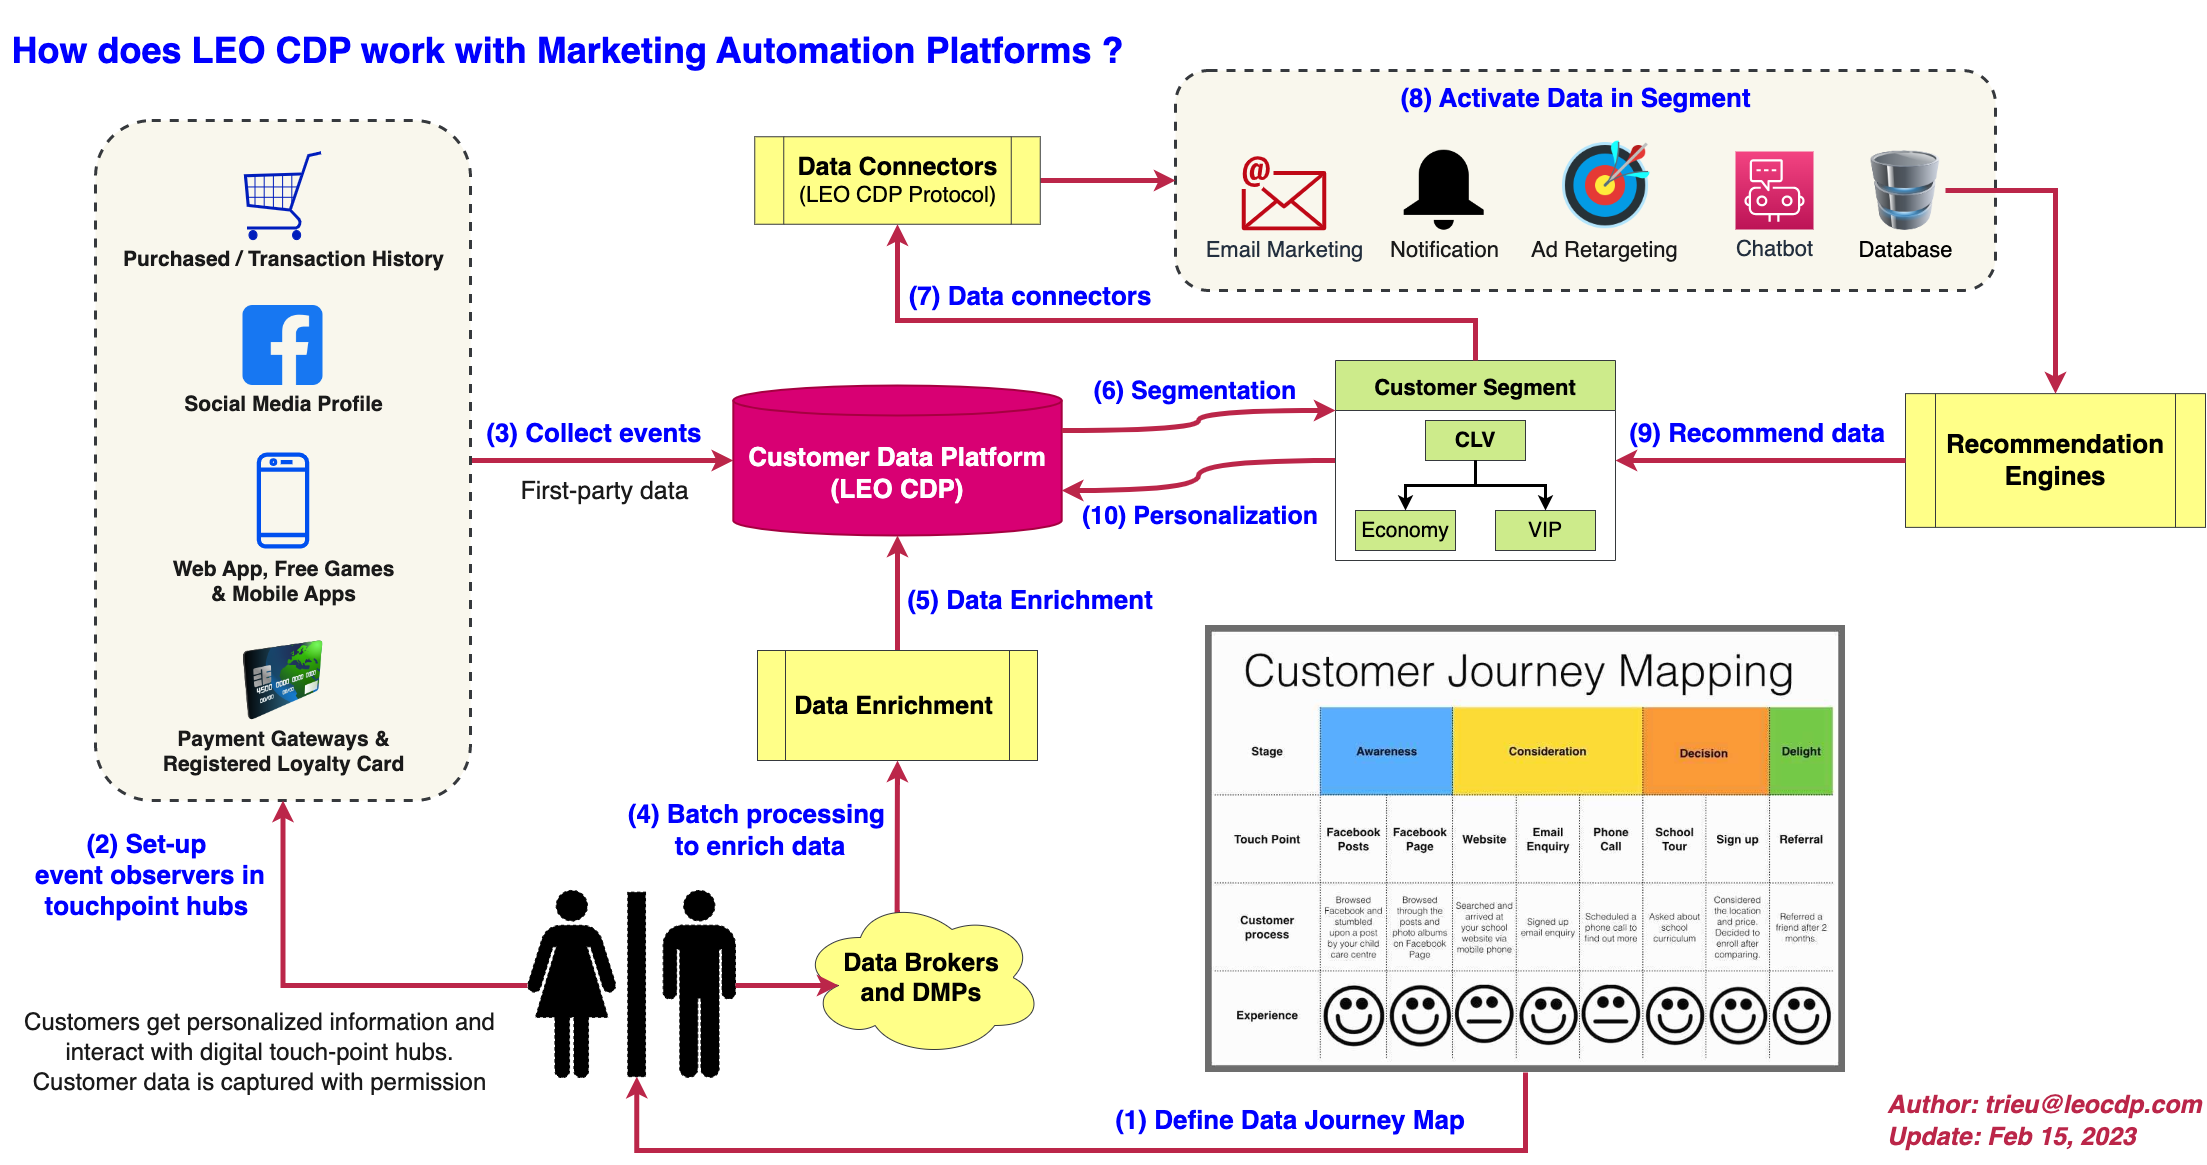 How does LEO CDP work with Marketing Automation Platforms ?
(8) Activate Data in Segment
Email Marketing
Notification
Ad Retargeting
Chatbot
Database
Data Connectors
(LEO CDP Protocol)
Purchased / Transaction History
Social Media Profile
Web App, Free Games
& Mobile Apps
4500 0000 0000 0000
00/00 00/00
Payment Gateways &
Registered Loyalty Card
(7) Data connectors
(3) Collect events
First-party data
Customer Data Platform
(LEO CDP)
(6) Segmentation
(10) Personalization
Customer Segment
CLV
Economy
VIP
(9) Recommend data
Recommendation
Engines
(5) Data Enrichment
Data Enrichment
(4) Batch processing
to enrich data
(2) Set-up
event observers in
touchpoint hubs
Data Brokers
and DMPs
Customers get personalized information and
interact with digital touch-point hubs.
Customer data is captured with permission
Customer Journey Mapping
Stage
Awareness
Consideration
Decision
Delight
Touch Point
Facebook
Posts
Facebook
Page
Website
Email
Enquiry
Phone
Call
School
Tour
Sign up
Referral
Customer
process
Browsed
Facebook and
stumbled
upon a post
by your child
care centre
Browsed
through the
posts and
photo albums
on Facebook
Page
Searched and
arrived at
your school
website via
mobile phone
Signed up
email enquiry
Scheduled a
phone call to
find out more
Asked about
school
curriculum
Considered
the location
and price.
Decided to
enroll after
comparing.
Referred a
friend after 2
months.
Experience
(1) Define Data Journey Map
Author: trieu@leocdp.com
Update: Feb 15, 2023